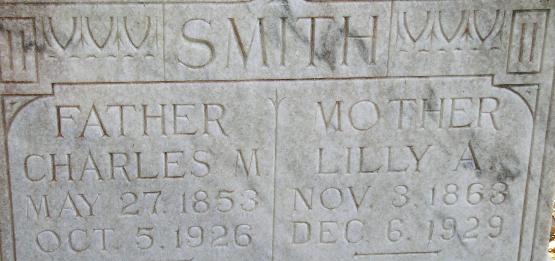 SMITH
FATHER
CHARLES M.
MAY 27, 1853
OCT 5, 1926
MOTHER
LILLY A.
NOV. 3, 1863
DEC 6, 1929